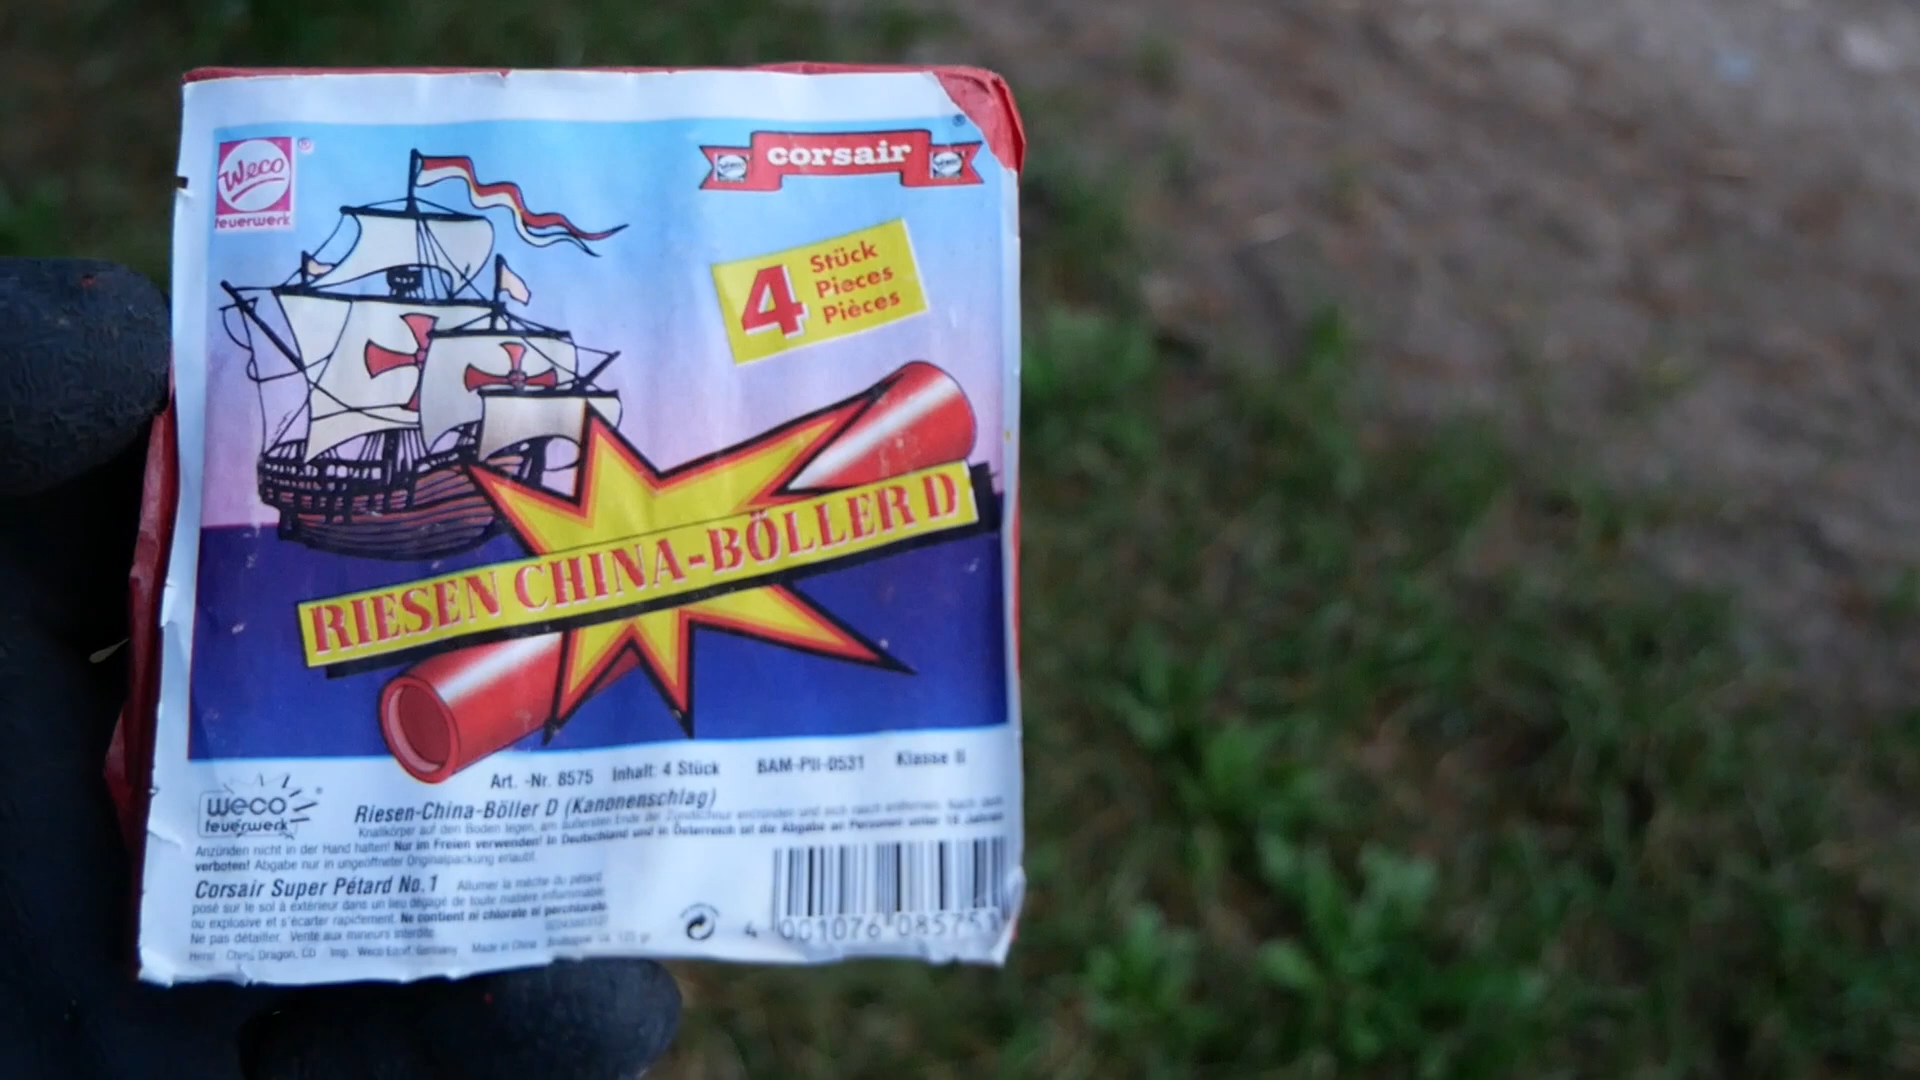 Weco
feuerwerk
corsair
4
Stück
Pieces
Pièces
RIESEN CHINA-BÖLLER D
Art. -Nr. 8575 Inhalt: 4 Stück BAM-PII-0531 Klasse II
weco
feuerwerk
Riesen-China-Böller D (Kanonenschlag)
Knallkörper auf den Boden legen, am äußersten Ende der Zündschnur entzünden und sich rasch entfernen. Nach dem
Anzünden nicht in der Hand halten! Nur im Freien verwenden! In Deutschland und in Österreich ist die Abgabe an Personen unter 18 Jahren
verboten! Abgabe nur in ungeöffneter Originalpackung erlaubt.
Corsair Super Pétard No.1 Allumer la mèche du pétard
posé sur le sol à extérieur dans un lieu dégagé de toute matière inflammable
ou explosive et s'écarter rapidement. Ne contient ni chlorate ni perchlorate.
Ne pas détailler. Vente aux mineurs interdite.
Herst. China Dragon, CD Imp. Weco Eitorf, Germany Made in China 125 gr
4 001076 085751